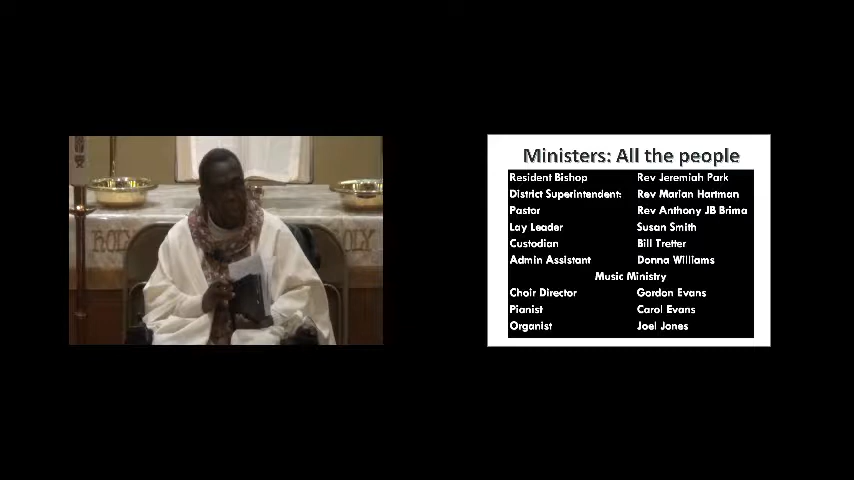 HOLY
HOLY
Ministers: All the people
Resident Bishop Rev Jeremiah Park
District Superintendent: Rev Marian Hartman
Pastor Rev Anthony JB Brima
Lay Leader Susan Smith
Custodian Bill Tretter
Admin Assistant Donna Williams
Music Ministry
Choir Director Gordon Evans
Pianist Carol Evans
Organist Joel Jones